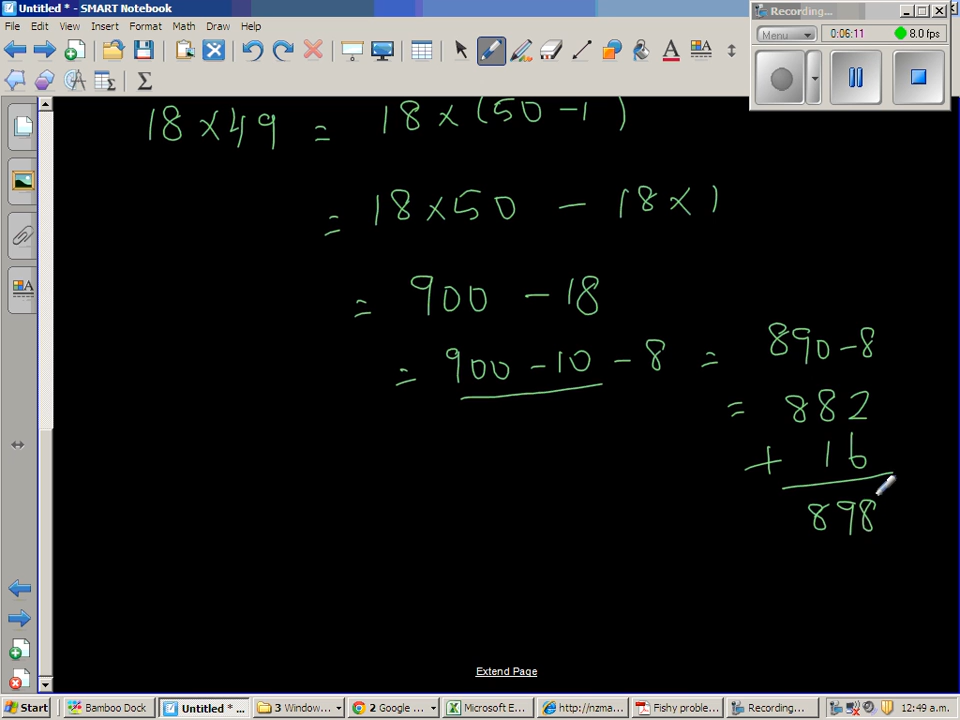 Untitled * - SMART Notebook
File Edit View Insert Format Math Draw Help
Recording...
Menu 0:06:11 8.0 fps
18 × 49 = 18 × (50 - 1)
= 18 × 50 - 18 × 1
= 900 - 18
= 900 - 10 - 8 = 890 - 8
= 882
+ 16
898
Extend Page
Start Bamboo Dock Untitled * ... 3 Window... 2 Google ... Microsoft E... http://nzma... Fishy proble... Recording... 12:49 a.m.